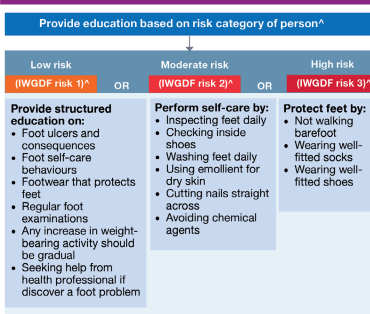 Provide education based on risk category of person^
Low risk
(IWGDF risk 1)^
OR
Moderate risk
(IWGDF risk 2)^
OR
High risk
(IWGDF risk 3)^
Provide structured
education on:
• Foot ulcers and
consequences
• Foot self-care
behaviours
• Footwear that protects
feet
• Regular foot
examinations
• Any increase in weight-
bearing activity should
be gradual
• Seeking help from
health professional if
discover a foot problem
Perform self-care by:
• Inspecting feet daily
• Checking inside
shoes
• Washing feet daily
• Using emollient for
dry skin
• Cutting nails straight
across
• Avoiding chemical
agents
Protect feet by:
• Not walking
barefoot
• Wearing well-
fitted socks
• Wearing well-
fitted shoes